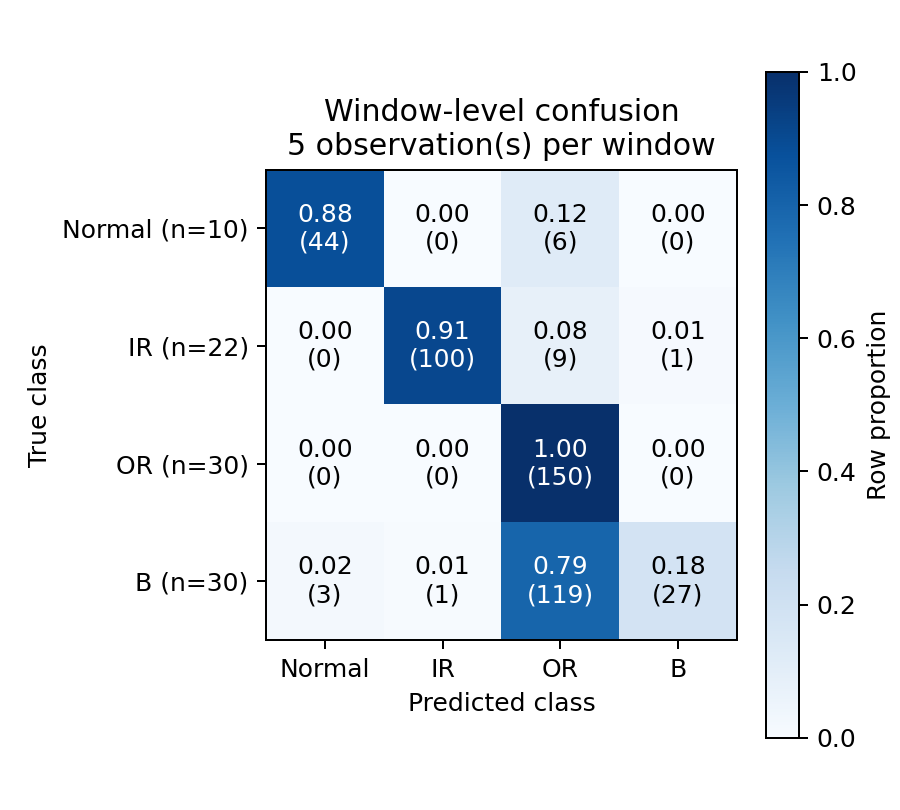 Window-level confusion
5 observation(s) per window
True class
Normal (n=10)
0.88 0.00 0.12 0.00
(44) (0) (6) (0)
IR (n=22)
0.00 0.91 0.08 0.01
(0) (100) (9) (1)
OR (n=30)
0.00 0.00 1.00 0.00
(0) (0) (150) (0)
B (n=30)
0.02 0.01 0.79 0.18
(3) (1) (119) (27)
Normal IR OR B
Predicted class
1.0
0.8
0.6
0.4
0.2
0.0
Row proportion